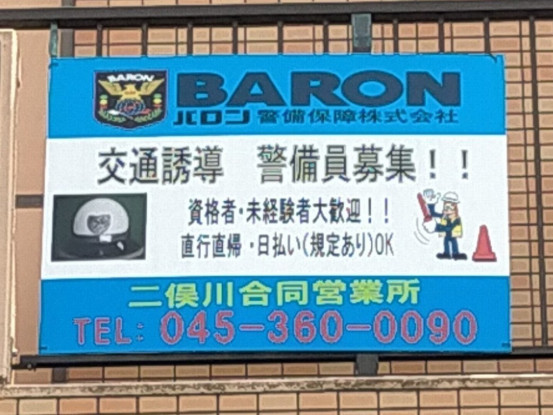 BARON
BARON
バロン 警備保障株式会社
交通誘導 警備員募集！！
資格者・未経験者大歓迎！！
直行直帰・日払い(規定あり)OK
二俣川合同営業所
TEL: 045-360-0090